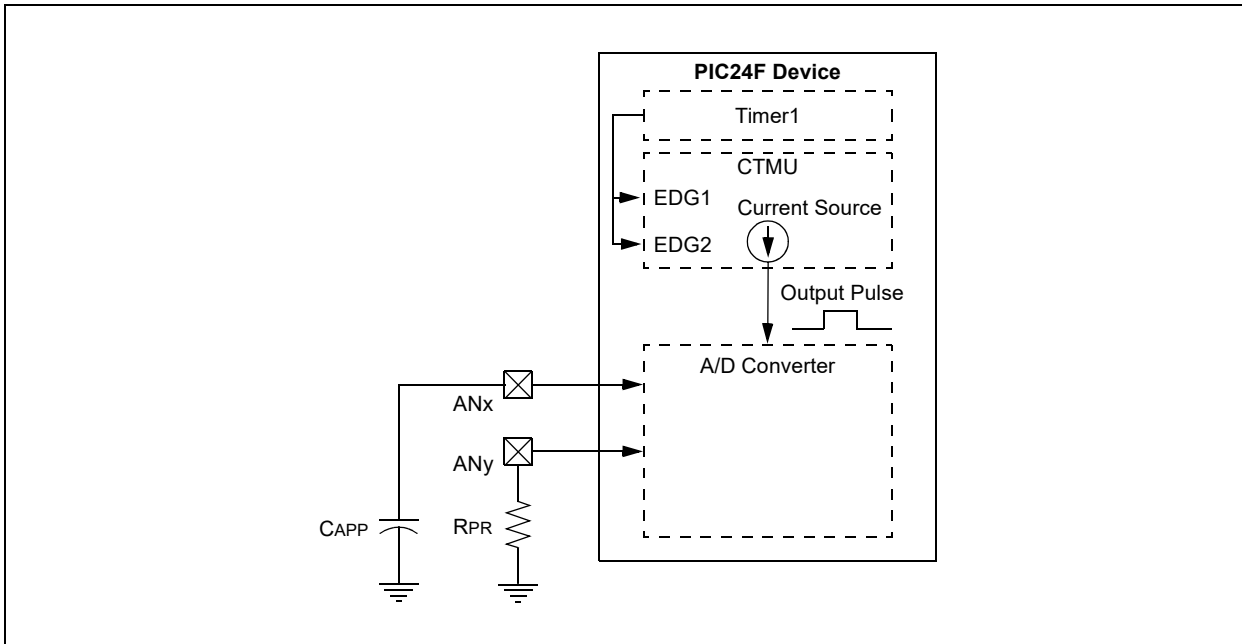 PIC24F Device
Timer1
CTMU
EDG1
Current Source
EDG2
Output Pulse
A/D Converter
ANx
ANy
CAPP
RPR